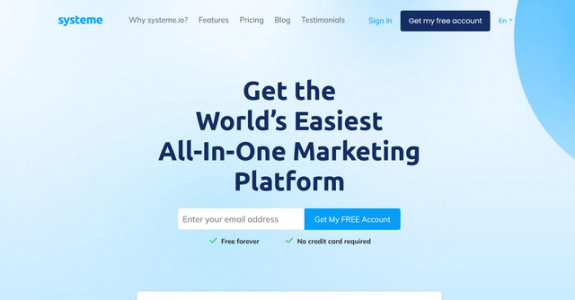 systeme Why systeme.io? Features Pricing Blog Testimonials Sign in Get my free account En
Get the
World's Easiest
All-In-One Marketing
Platform
Enter your email address Get My FREE Account
Free forever No credit card required